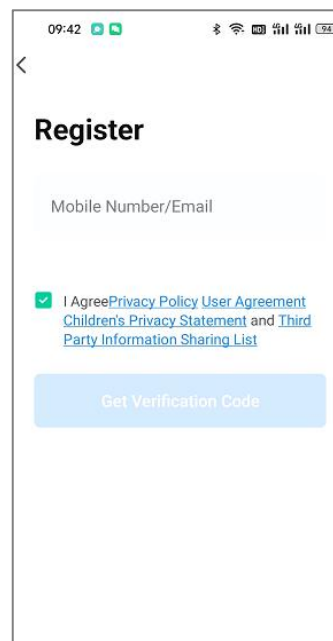 09:42
Register
Mobile Number/Email
I AgreePrivacy Policy User Agreement
Children's Privacy Statement and Third
Party Information Sharing List
Get Verification Code